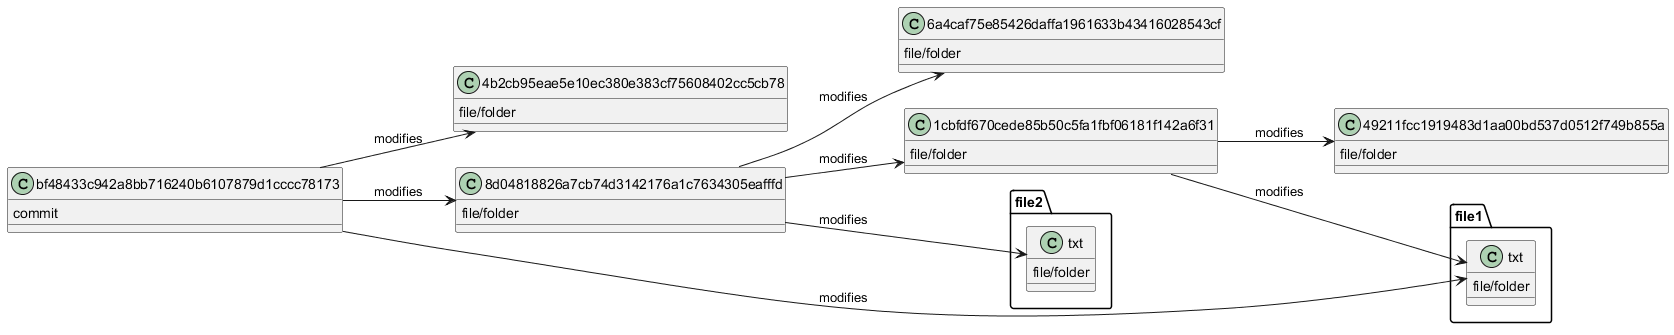 C 6a4caf75e85426daffa1961633b43416028543cf
file/folder
C 4b2cb95eae5e10ec380e383cf75608402cc5cb78
file/folder
modifies
C 1cbfdf670cede85b50c5fa1fbf06181f142a6f31
file/folder
modifies
C 49211fcc1919483d1aa00bd537d0512f749b855a
file/folder
modifies
modifies
C bf48433c942a8bb716240b6107879d1cccc78173
commit
modifies
C 8d04818826a7cb74d3142176a1c7634305eafffd
file/folder
modifies
modifies
file2
C txt
file/folder
file1
C txt
file/folder
modifies